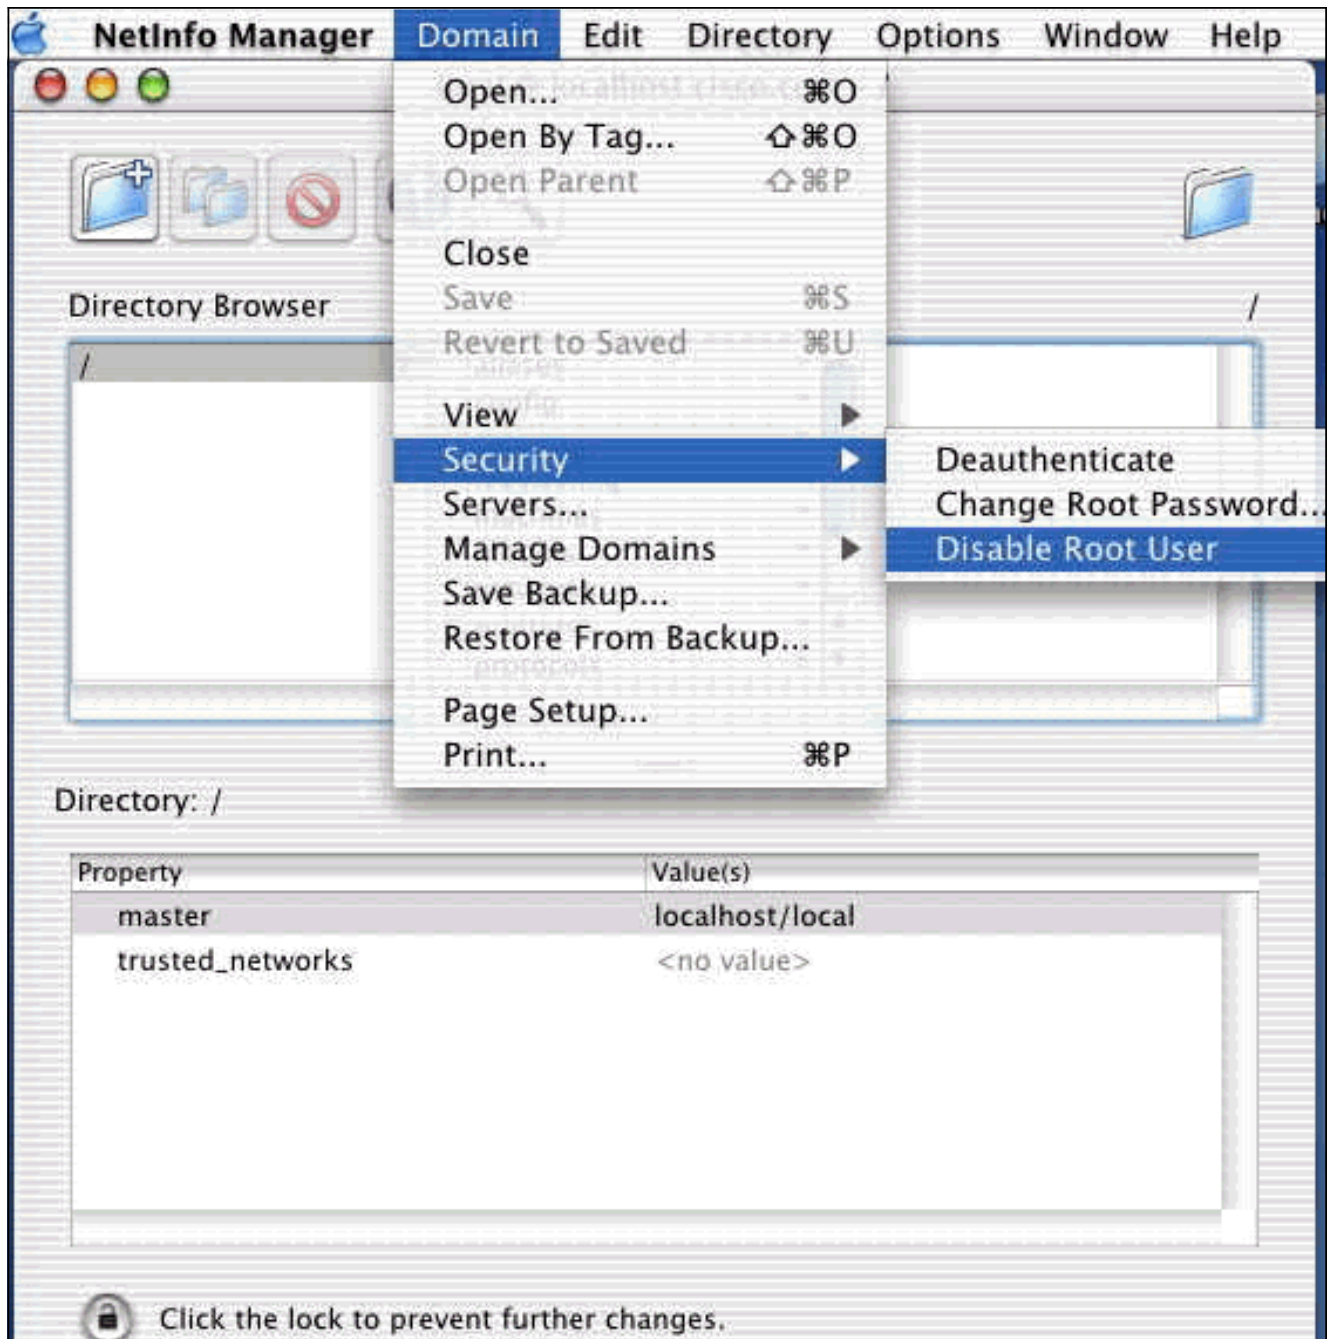 NetInfo Manager Domain Edit Directory Options Window Help
Open... ⌘O
Open By Tag... ⇧⌘O
Open Parent ⇧⌘P
Close
Save ⌘S
Revert to Saved ⌘U
View
Security
Servers...
Manage Domains
Save Backup...
Restore From Backup...
Page Setup...
Print... ⌘P
Deauthenticate
Change Root Password...
Disable Root User
Directory Browser
/
/
Directory: /
Property Value(s)
master localhost/local
trusted_networks <no value>
Click the lock to prevent further changes.